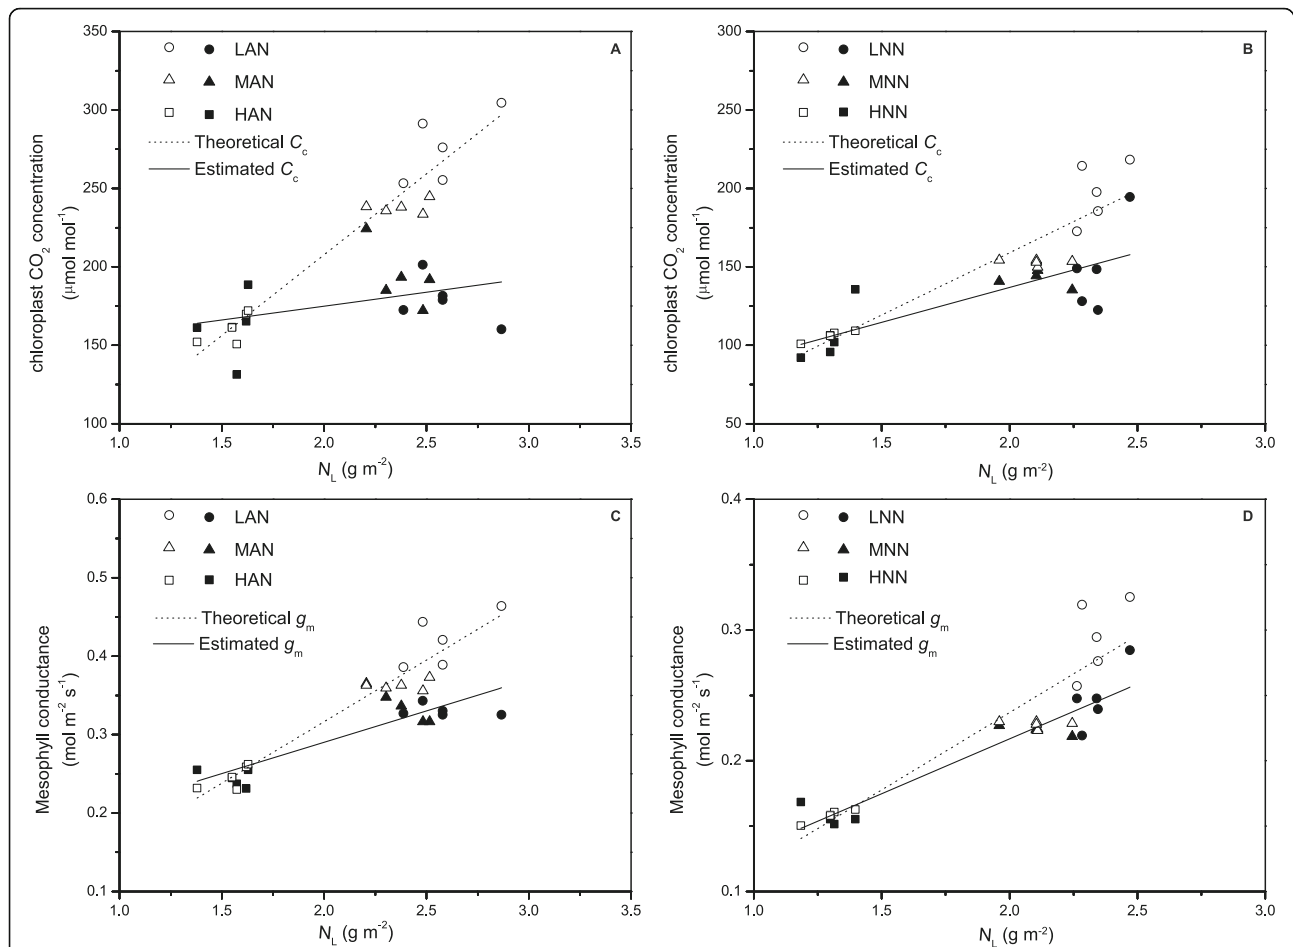 A
350
300
250
200
150
100
1.0 1.5 2.0 2.5 3.0 3.5
chloroplast CO2 concentration
(μmol mol-1)
NL (g m-2)
LAN
MAN
HAN
Theoretical Cc
Estimated Cc
B
300
250
200
150
100
50
1.0 1.5 2.0 2.5 3.0
chloroplast CO2 concentration
(μmol mol-1)
NL (g m-2)
LNN
MNN
HNN
Theoretical Cc
Estimated Cc
C
0.6
0.5
0.4
0.3
0.2
0.1
1.0 1.5 2.0 2.5 3.0 3.5
Mesophyll conductance
(mol m-2 s-1)
NL (g m-2)
LAN
MAN
HAN
Theoretical gm
Estimated gm
D
0.4
0.3
0.2
0.1
1.0 1.5 2.0 2.5 3.0
Mesophyll conductance
(mol m-2 s-1)
NL (g m-2)
LNN
MNN
HNN
Theoretical gm
Estimated gm